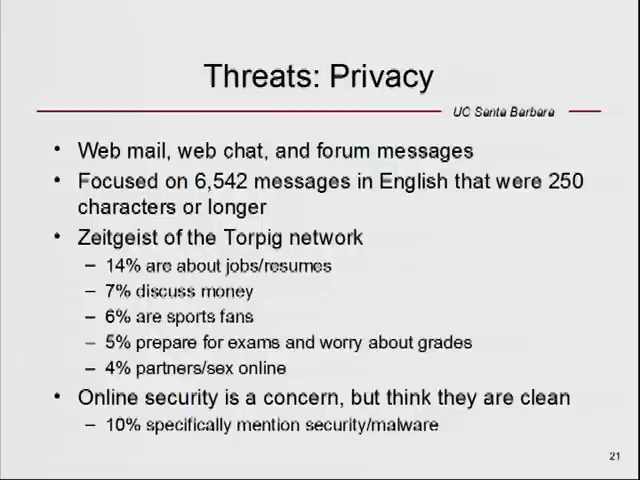 Threats: Privacy
UC Santa Barbara
• Web mail, web chat, and forum messages
• Focused on 6,542 messages in English that were 250
characters or longer
• Zeitgeist of the Torpig network
– 14% are about jobs/resumes
– 7% discuss money
– 6% are sports fans
– 5% prepare for exams and worry about grades
– 4% partners/sex online
• Online security is a concern, but think they are clean
– 10% specifically mention security/malware
21